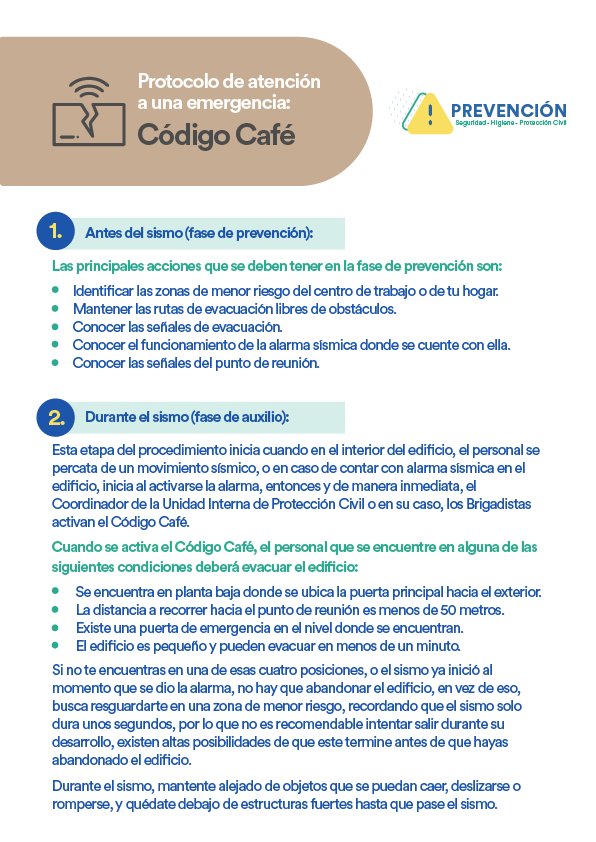 Protocolo de atención
a una emergencia:
Código Café
PREVENCIÓN
Seguridad - Higiene - Protección Civil
1.
Antes del sismo (fase de prevención):
Las principales acciones que se deben tener en la fase de prevención son:
• Identificar las zonas de menor riesgo del centro de trabajo o de tu hogar.
• Mantener las rutas de evacuación libres de obstáculos.
• Conocer las señales de evacuación.
• Conocer el funcionamiento de la alarma sísmica donde se cuente con ella.
• Conocer las señales del punto de reunión.
2.
Durante el sismo (fase de auxilio):
Esta etapa del procedimiento inicia cuando en el interior del edificio, el personal se
percata de un movimiento sísmico, o en caso de contar con alarma sísmica en el
edificio, inicia al activarse la alarma, entonces y de manera inmediata, el
Coordinador de la Unidad Interna de Protección Civil o en su caso, los Brigadistas
activan el Código Café.
Cuando se activa el Código Café, el personal que se encuentre en alguna de las
siguientes condiciones deberá evacuar el edificio:
• Se encuentra en planta baja donde se ubica la puerta principal hacia el exterior.
• La distancia a recorrer hacia el punto de reunión es menos de 50 metros.
• Existe una puerta de emergencia en el nivel donde se encuentran.
• El edificio es pequeño y pueden evacuar en menos de un minuto.
Si no te encuentras en una de esas cuatro posiciones, o el sismo ya inició al
momento que se dio la alarma, no hay que abandonar el edificio, en vez de eso,
busca resguardarte en una zona de menor riesgo, recordando que el sismo solo
dura unos segundos, por lo que no es recomendable intentar salir durante su
desarrollo, existen altas posibilidades de que este termine antes de que hayas
abandonado el edificio.
Durante el sismo, mantente alejado de objetos que se puedan caer, deslizarse o
romperse, y quédate debajo de estructuras fuertes hasta que pase el sismo.